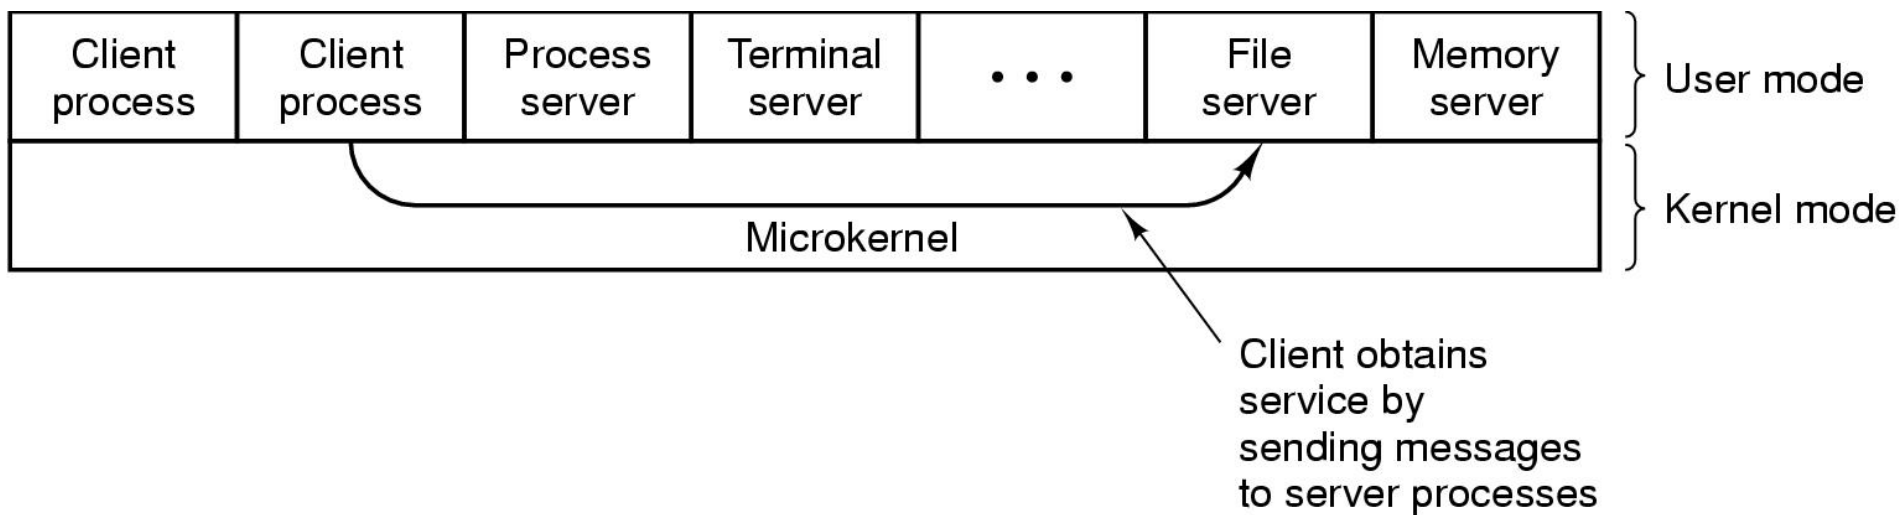 Client
process
Client
process
Process
server
Terminal
server
• • •
File
server
Memory
server
User mode
Microkernel
Kernel mode
Client obtains
service by
sending messages
to server processes